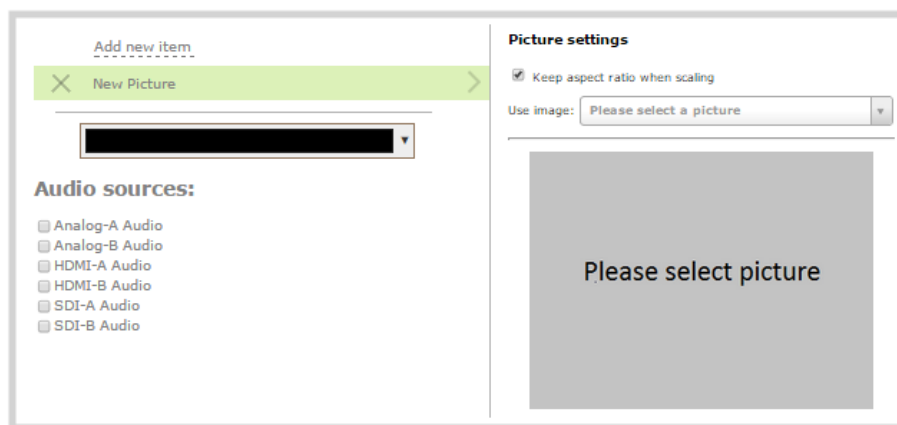 Add new item
New Picture
Audio sources:
Analog-A Audio
Analog-B Audio
HDMI-A Audio
HDMI-B Audio
SDI-A Audio
SDI-B Audio
Picture settings
Keep aspect ratio when scaling
Use image: Please select a picture
Please select picture